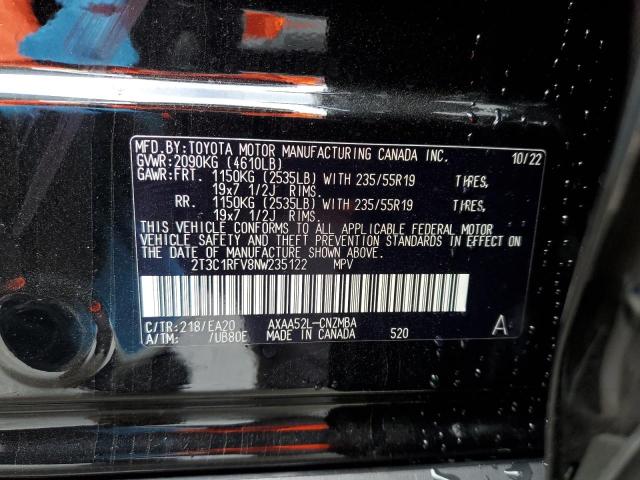 MFD.BY:TOYOTA MOTOR MANUFACTURING CANADA INC. 10/22
GVWR:2090KG (4610LB)
GAWR:FRT. 1150KG (2535LB) WITH 235/55R19 TIRES,
19x7 1/2J RIMS.
RR. 1150KG (2535LB) WITH 235/55R19 TIRES,
19x7 1/2J RIMS.
THIS VEHICLE CONFORMS TO ALL APPLICABLE FEDERAL MOTOR
VEHICLE SAFETY AND THEFT PREVENTION STANDARDS IN EFFECT ON
THE DATE OF MANUFACTURE SHOWN ABOVE.
2T3C1RFV8NW235122 MPV
C/TR:218/EA20 AXAA52L-CNZMBA
A/TM: /UB80E MADE IN CANADA 520 A